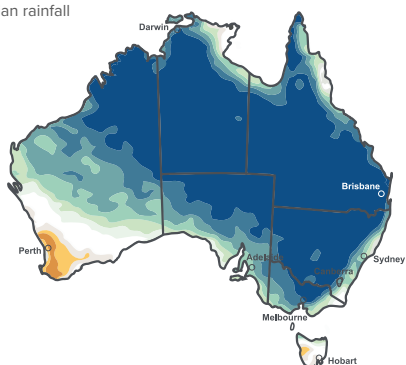 an rainfall
Darwin
Brisbane
Perth
Adelaide
Sydney
Canberra
Melbourne
Hobart